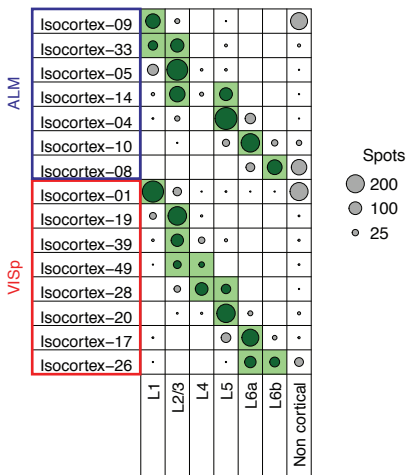 ALM
Isocortex−09
Isocortex−33
Isocortex−05
Isocortex−14
Isocortex−04
Isocortex−10
Isocortex−08
VISp
Isocortex−01
Isocortex−19
Isocortex−39
Isocortex−49
Isocortex−28
Isocortex−20
Isocortex−17
Isocortex−26
L1
L2/3
L4
L5
L6a
L6b
Non cortical
Spots
200
100
25